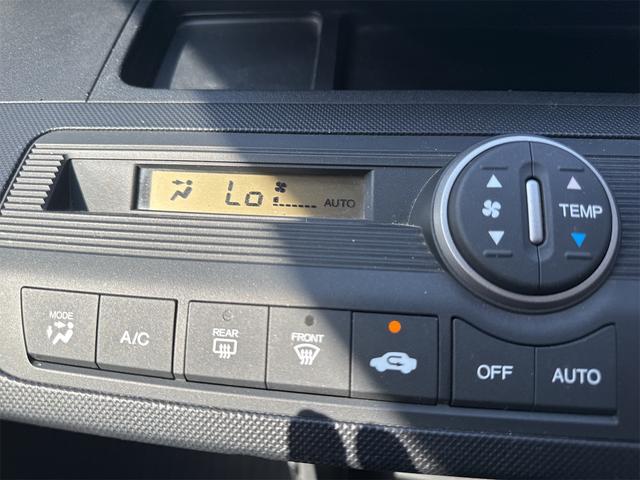 Lo AUTO
TEMP
MODE A/C REAR FRONT OFF AUTO